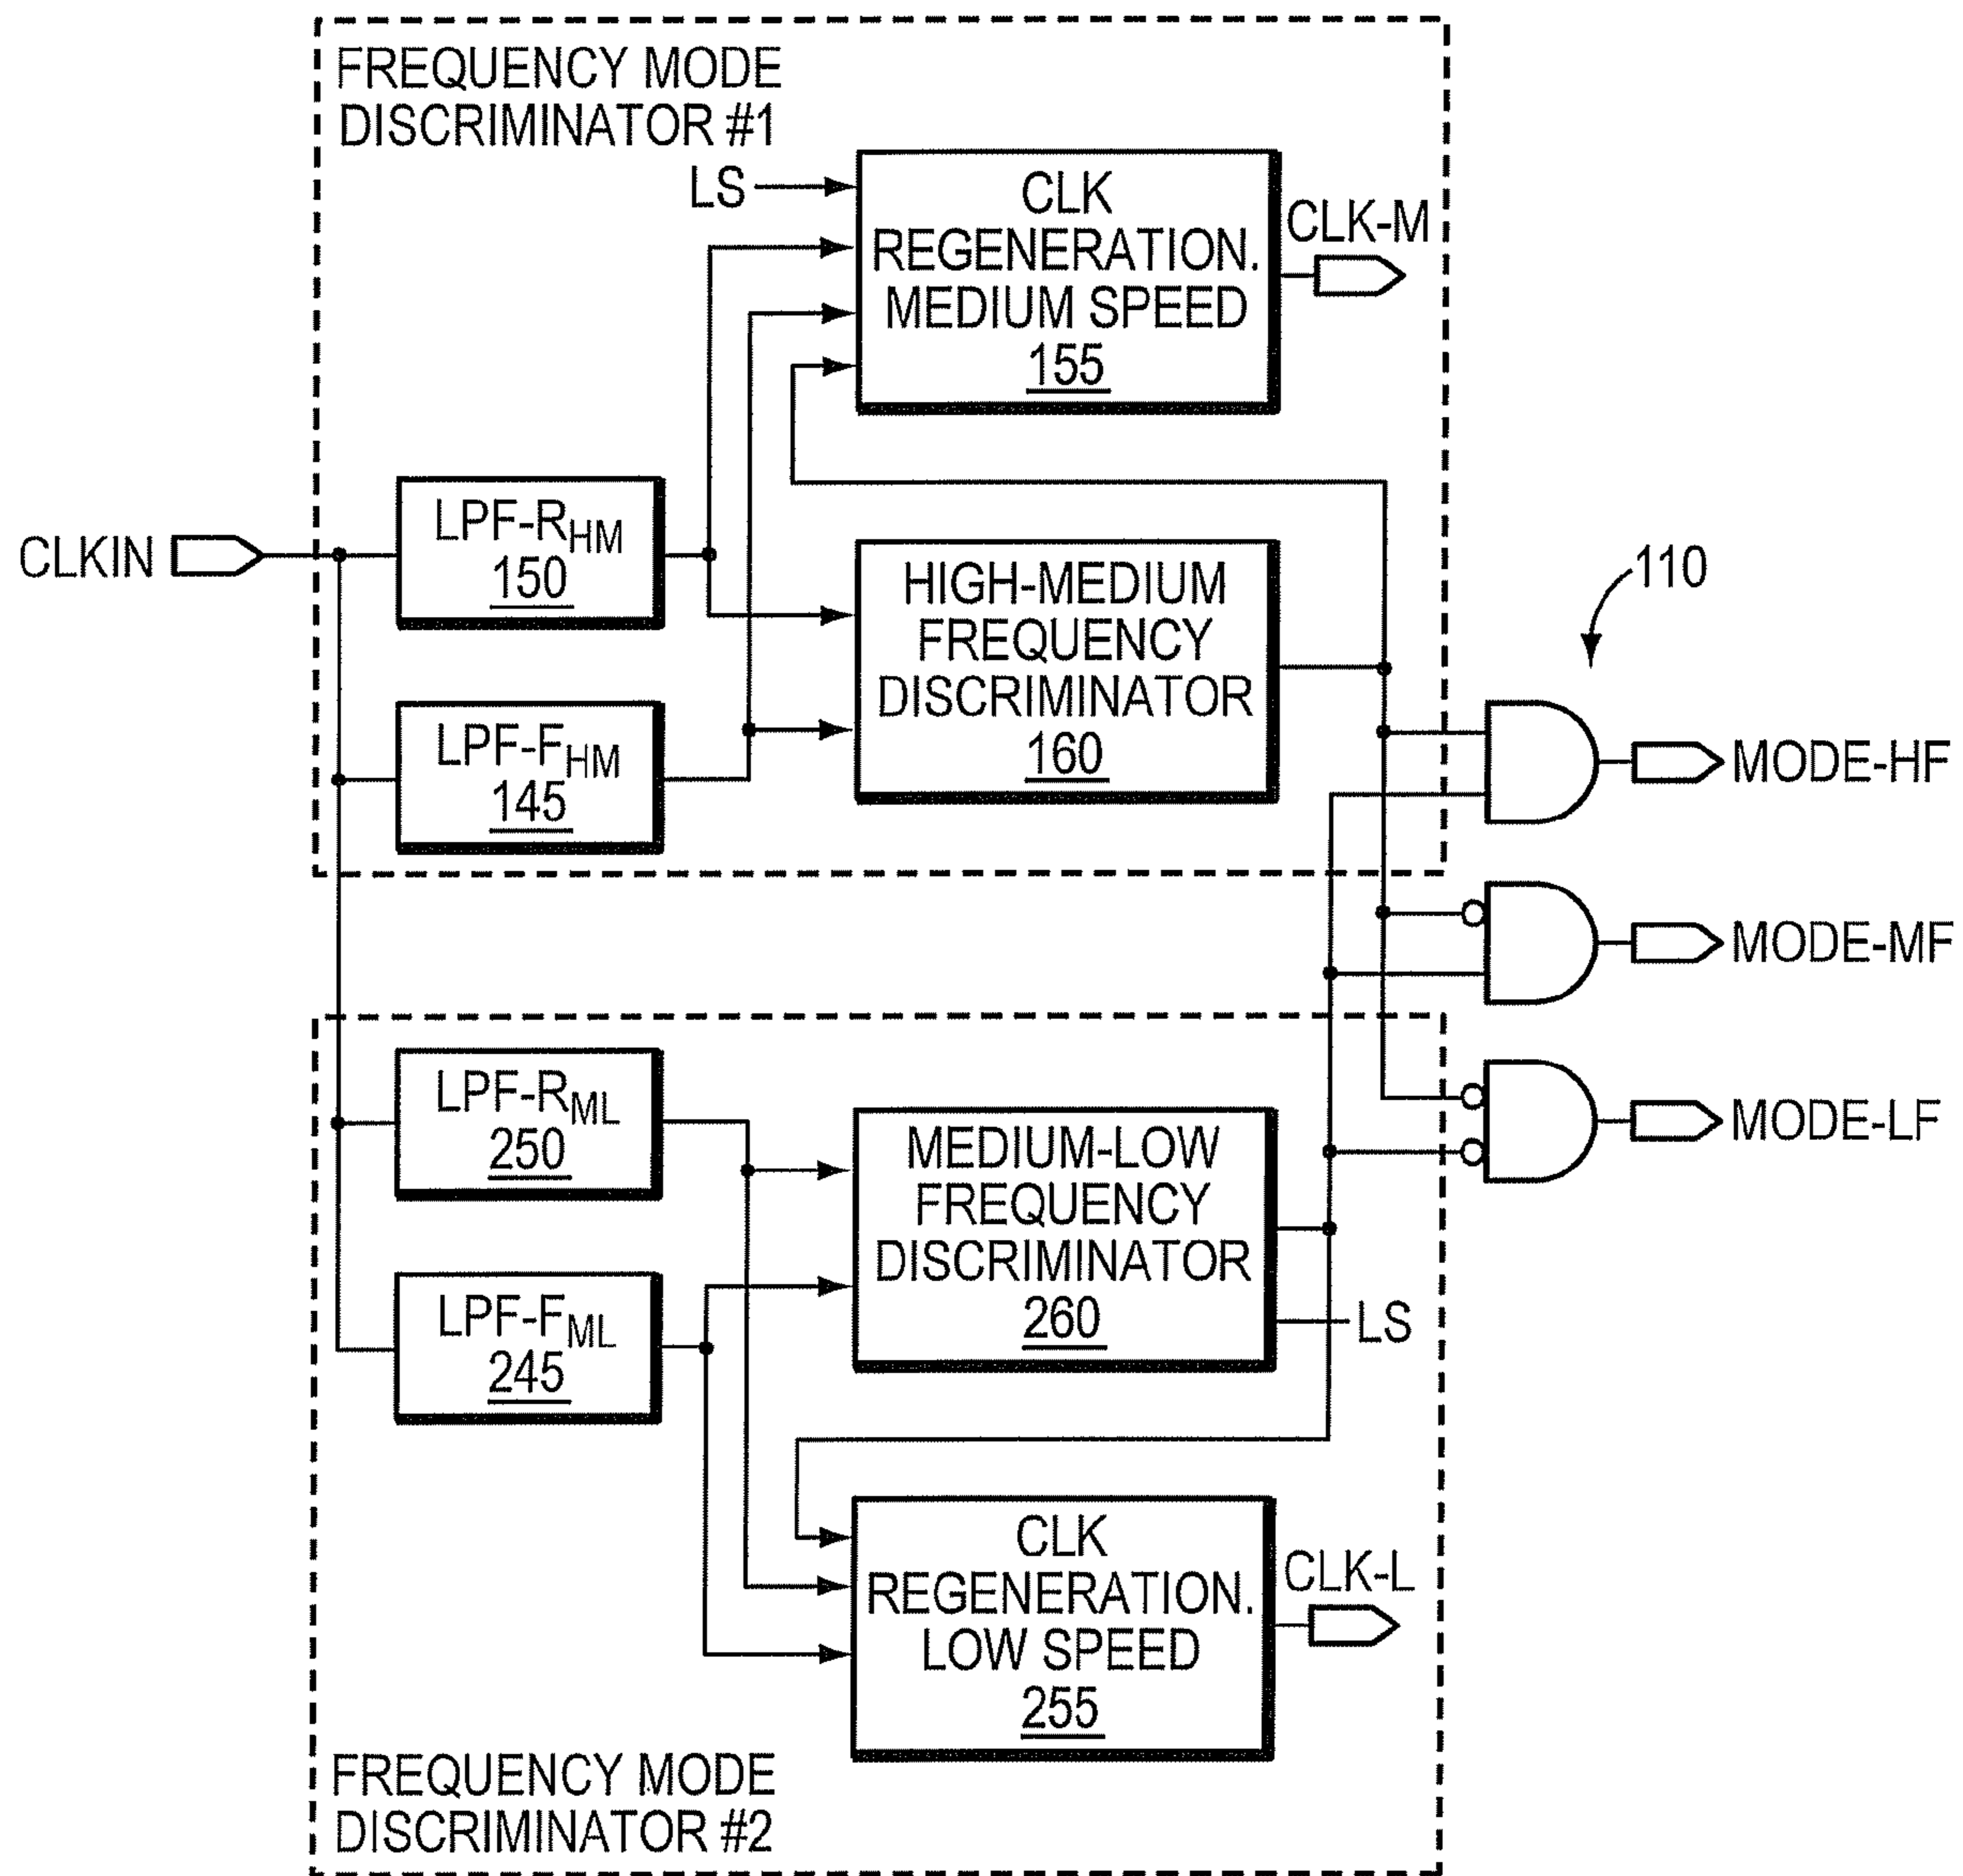 FREQUENCY MODE
DISCRIMINATOR #1
LS
CLK
REGENERATION.
MEDIUM SPEED
155
CLK-M
CLKIN
LPF-RHM
150
HIGH-MEDIUM
FREQUENCY
DISCRIMINATOR
160
110
LPF-FHM
145
MODE-HF
MODE-MF
MODE-LF
LPF-RML
250
MEDIUM-LOW
FREQUENCY
DISCRIMINATOR
260
LS
LPF-FML
245
CLK
REGENERATION.
LOW SPEED
255
CLK-L
FREQUENCY MODE
DISCRIMINATOR #2